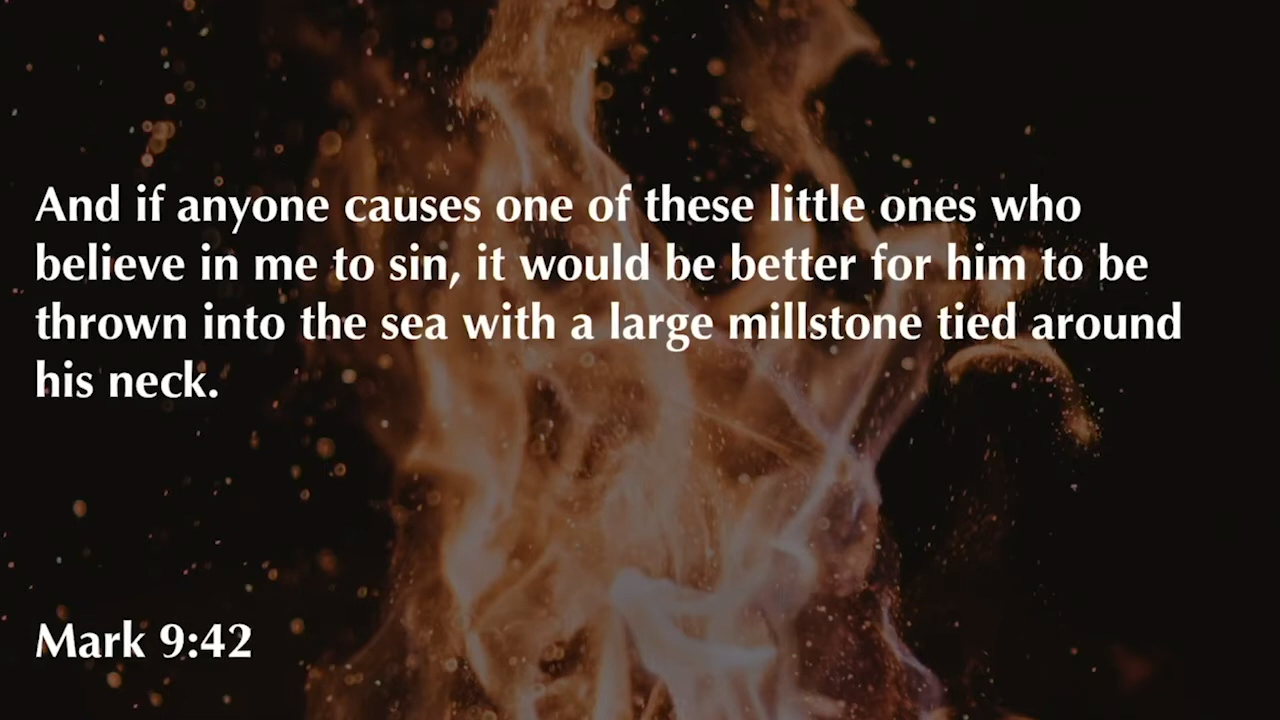 And if anyone causes one of these little ones who
believe in me to sin, it would be better for him to be
thrown into the sea with a large millstone tied around
his neck.
Mark 9:42